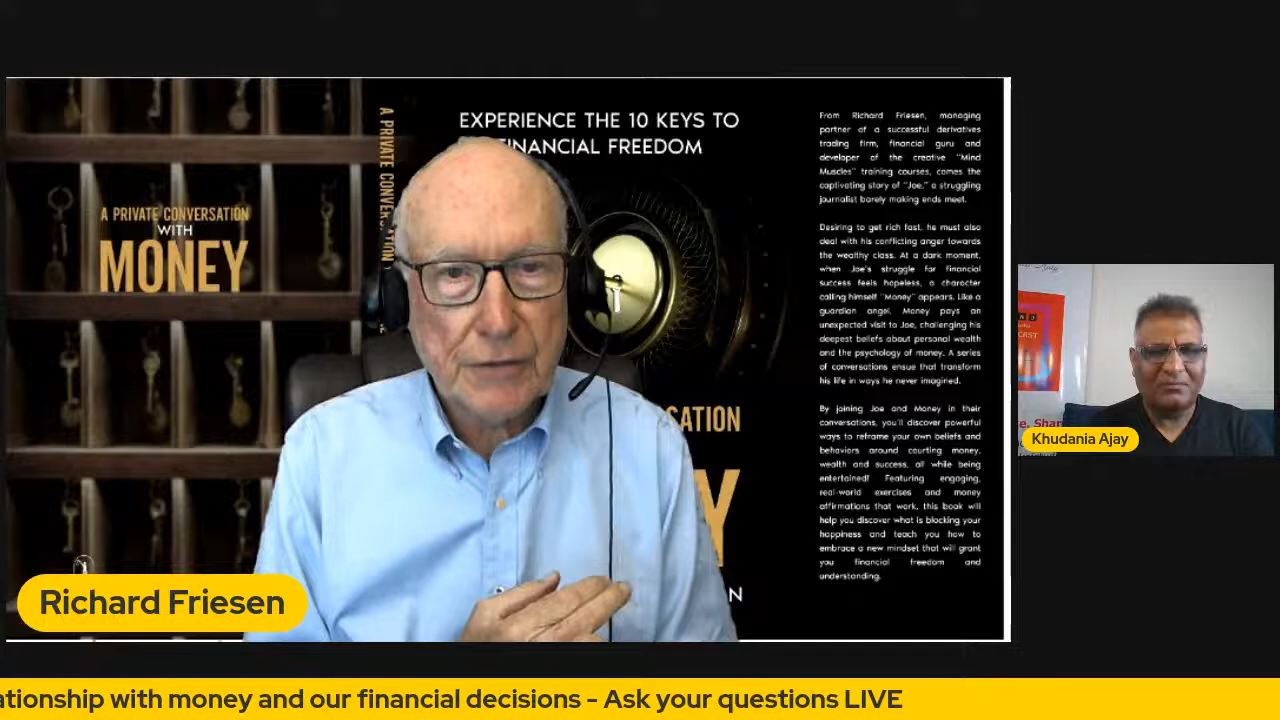 A PRIVATE CONVERSATION
WITH
MONEY
A PRIVATE CONVERSATION
EXPERIENCE THE 10 KEYS TO
FINANCIAL FREEDOM
SATION
Y
N
From Richard Friesen, managing
partner of a successful derivatives
trading firm, financial guru and
developer of the creative "Mind
Muscles" training courses, comes the
captivating story of "Joe," a struggling
journalist barely making ends meet.
Desiring to get rich fast, he must also
deal with his conflicting anger towards
the wealthy class. At a dark moment,
when Joe's struggle for financial
success feels hopeless, a character
calling himself "Money" appears. Like a
guardian angel, Money pays an
unexpected visit to Joe, challenging his
deepest beliefs about personal wealth
and the psychology of money. A series
of conversations ensue that transform
his life in ways he never imagined.
By joining Joe and Money in their
conversations, you'll discover powerful
ways to reframe your own beliefs and
behaviors around courting money,
wealth and success, all while being
entertained! Featuring engaging,
real-world exercises and money
affirmations that work, this book will
help you discover what is blocking your
happiness and teach you how to
embrace a new mindset that will grant
you financial freedom and
understanding.
Richard Friesen
Khudania Ajay
ationship with money and our financial decisions - Ask your questions LIVE